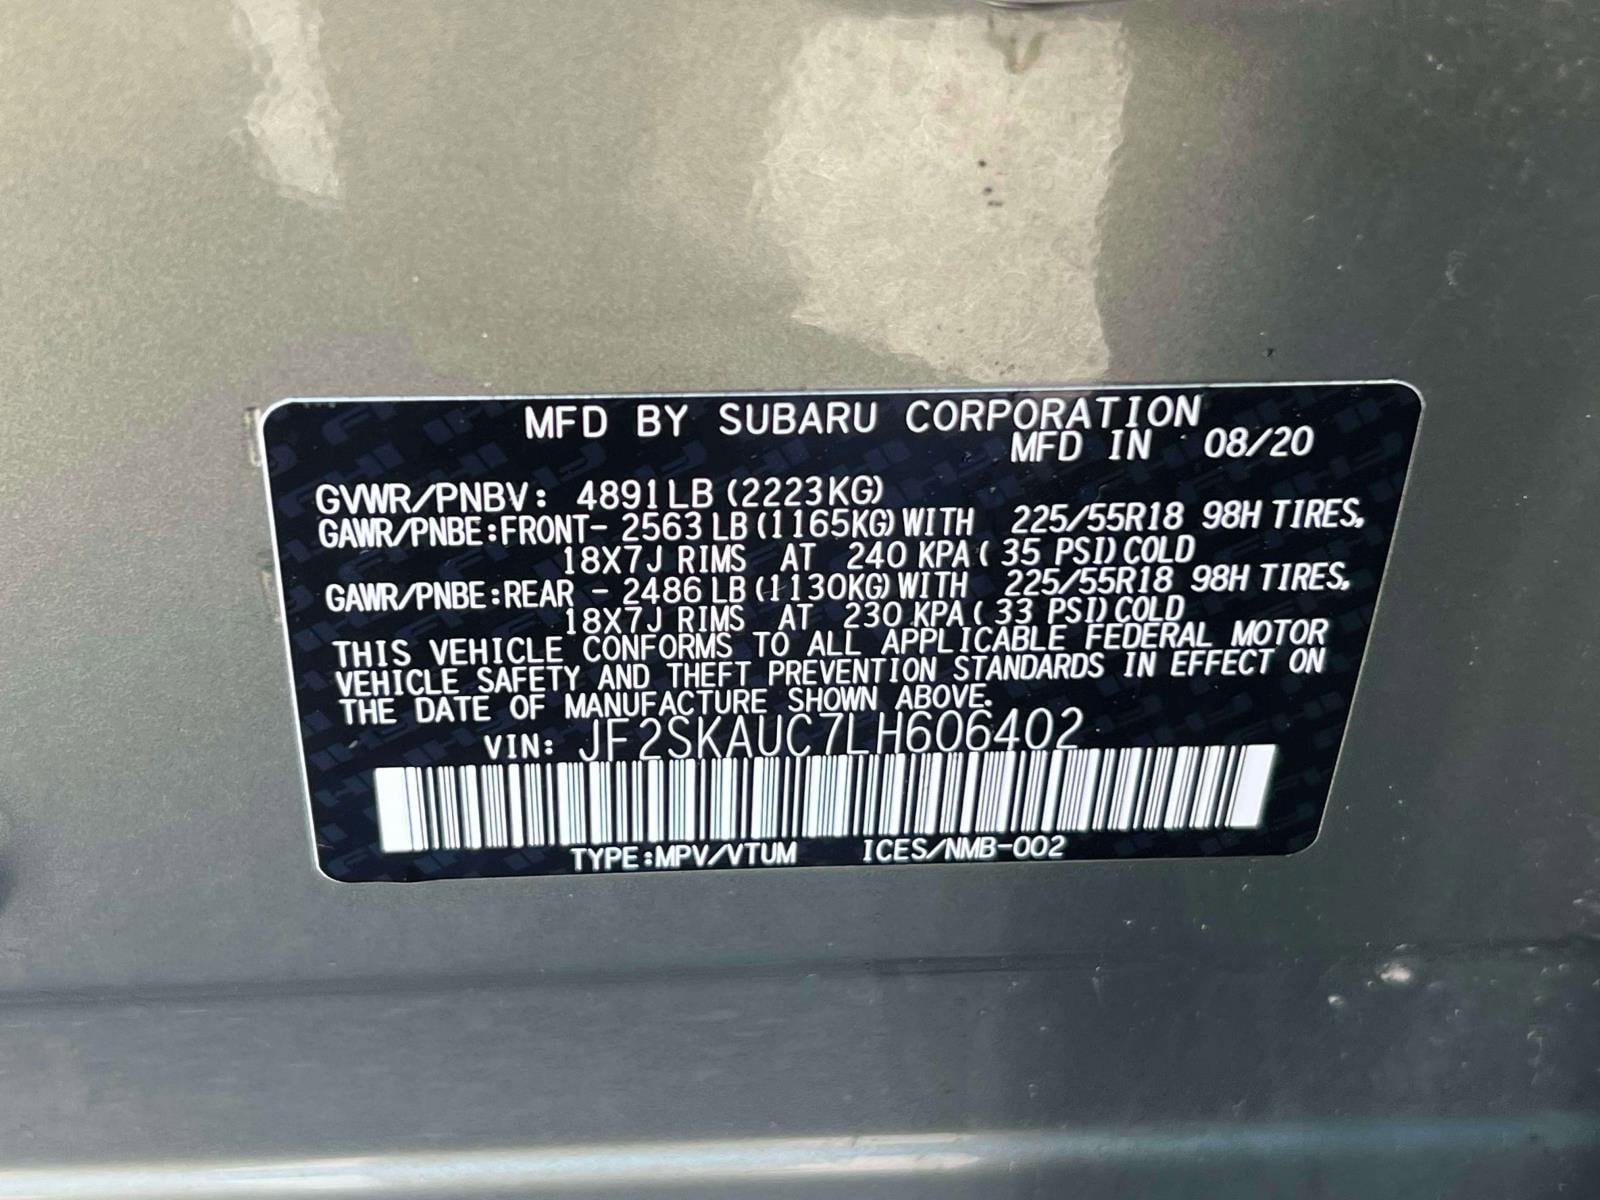 MFD BY SUBARU CORPORATION
MFD IN 08/20
GVWR/PNBV: 4891LB (2223KG)
GAWR/PNBE:FRONT- 2563 LB (1165KG) WITH 225/55R18 98H TIRES,
18X7J RIMS AT 240 KPA ( 35 PSI) COLD
GAWR/PNBE:REAR - 2486 LB (1130KG) WITH 225/55R18 98H TIRES,
18X7J RIMS AT 230 KPA ( 33 PSI) COLD
THIS VEHICLE CONFORMS TO ALL APPLICABLE FEDERAL MOTOR
VEHICLE SAFETY AND THEFT PREVENTION STANDARDS IN EFFECT ON
THE DATE OF MANUFACTURE SHOWN ABOVE.
VIN: JF2SKAUC7LH606402
TYPE:MPV/VTUM ICES/NMB-002